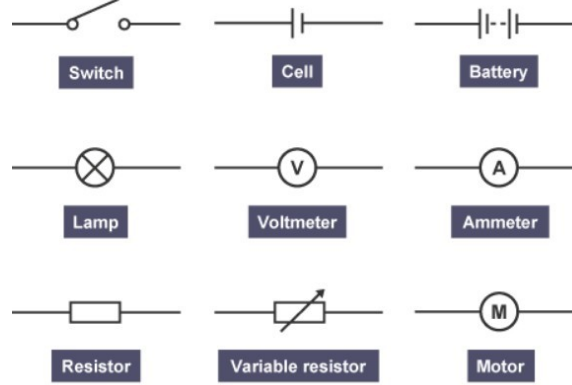 Switch
Cell
Battery
V
A
Lamp
Voltmeter
Ammeter
M
Resistor
Variable resistor
Motor